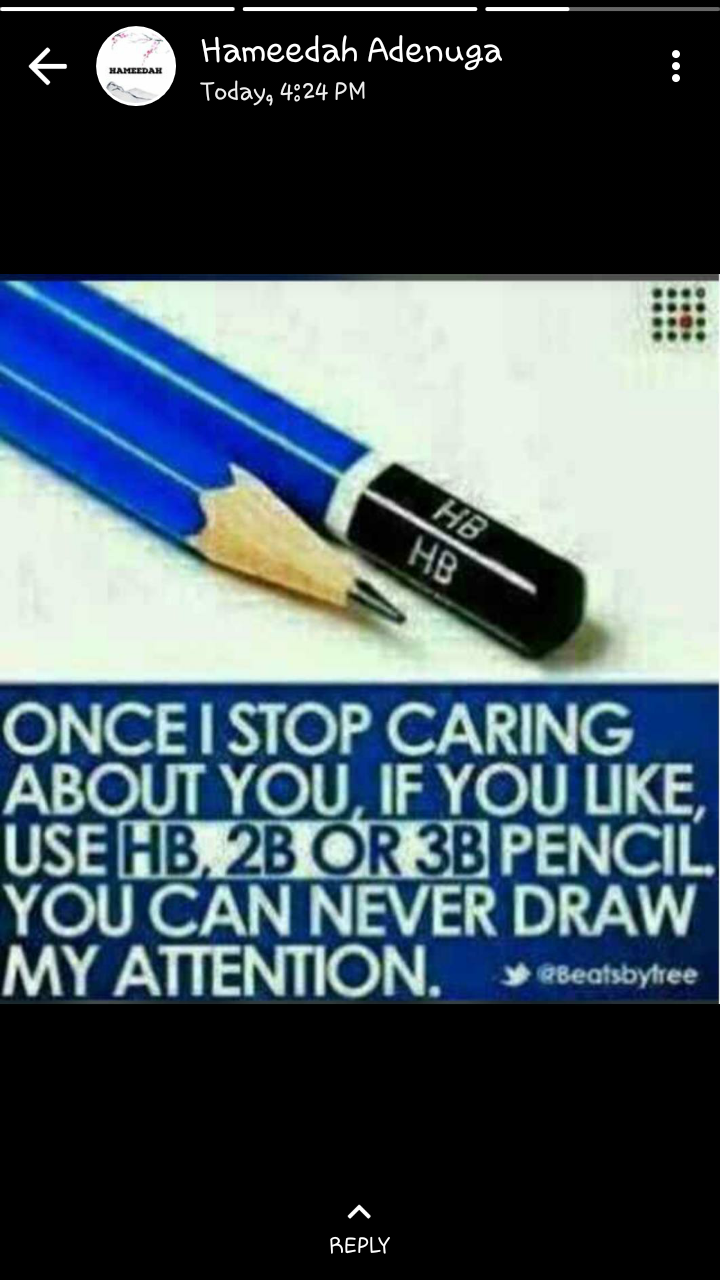 Hameedah Adenuga
HAMEEDAH
Today, 4:24 PM
HB
HB
ONCE I STOP CARING
ABOUT YOU, IF YOU LIKE,
USE HB, 2B OR 3B PENCIL.
YOU CAN NEVER DRAW
MY ATTENTION.
@Beatsbytree
REPLY